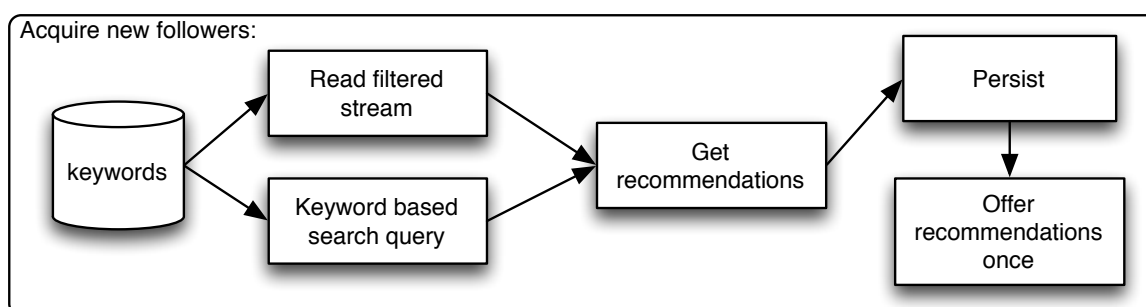 Acquire new followers:
Read filtered
stream
keywords
Keyword based
search query
Get
recommendations
Persist
Offer
recommendations
once